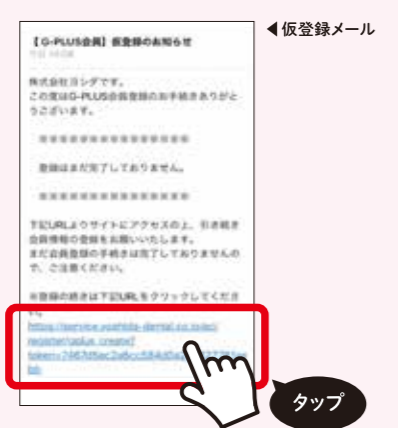 ◀仮登録メール
【G-PLUS会員】仮登録のお知らせ
株式会社ヨシダです。
この度はG-PLUS会員登録のお手続きありがと
うございます。
※※※※※※※※※※※※※※※※
登録はまだ完了しておりません。
※※※※※※※※※※※※※※※※
下記URLよりサイトにアクセスの上、引き続き
会員情報の登録をお願いいたします。
まだ会員登録の手続きは完了しておりませんの
で、ご注意ください。
※登録の続きは下記URLをクリックしてくださ
い。
https://service.yoshida-dental.co.jp/ec/
register/gplus_create?
タップ